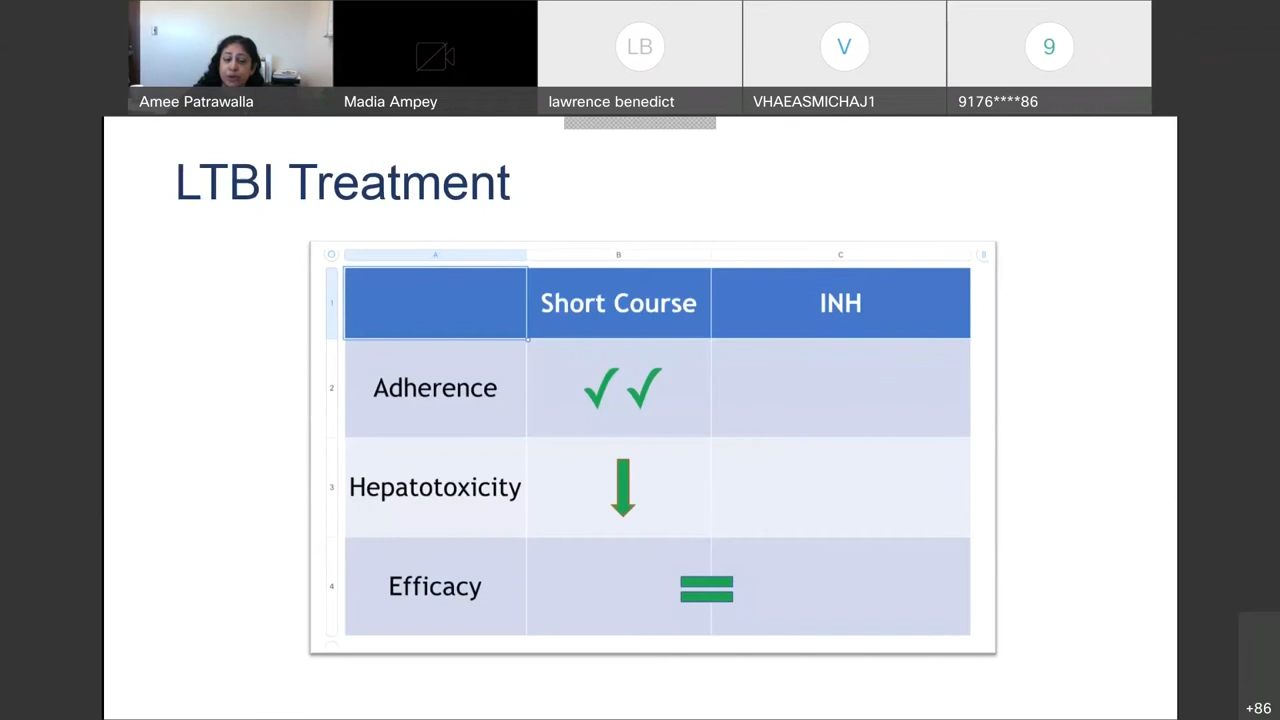 Amee Patrawalla
Madia Ampey
LB
lawrence benedict
V
VHAEASMICHAJ1
9
9176****86
LTBI Treatment
A B C
1
Short Course INH
2
Adherence
3
Hepatotoxicity
4
Efficacy
+86